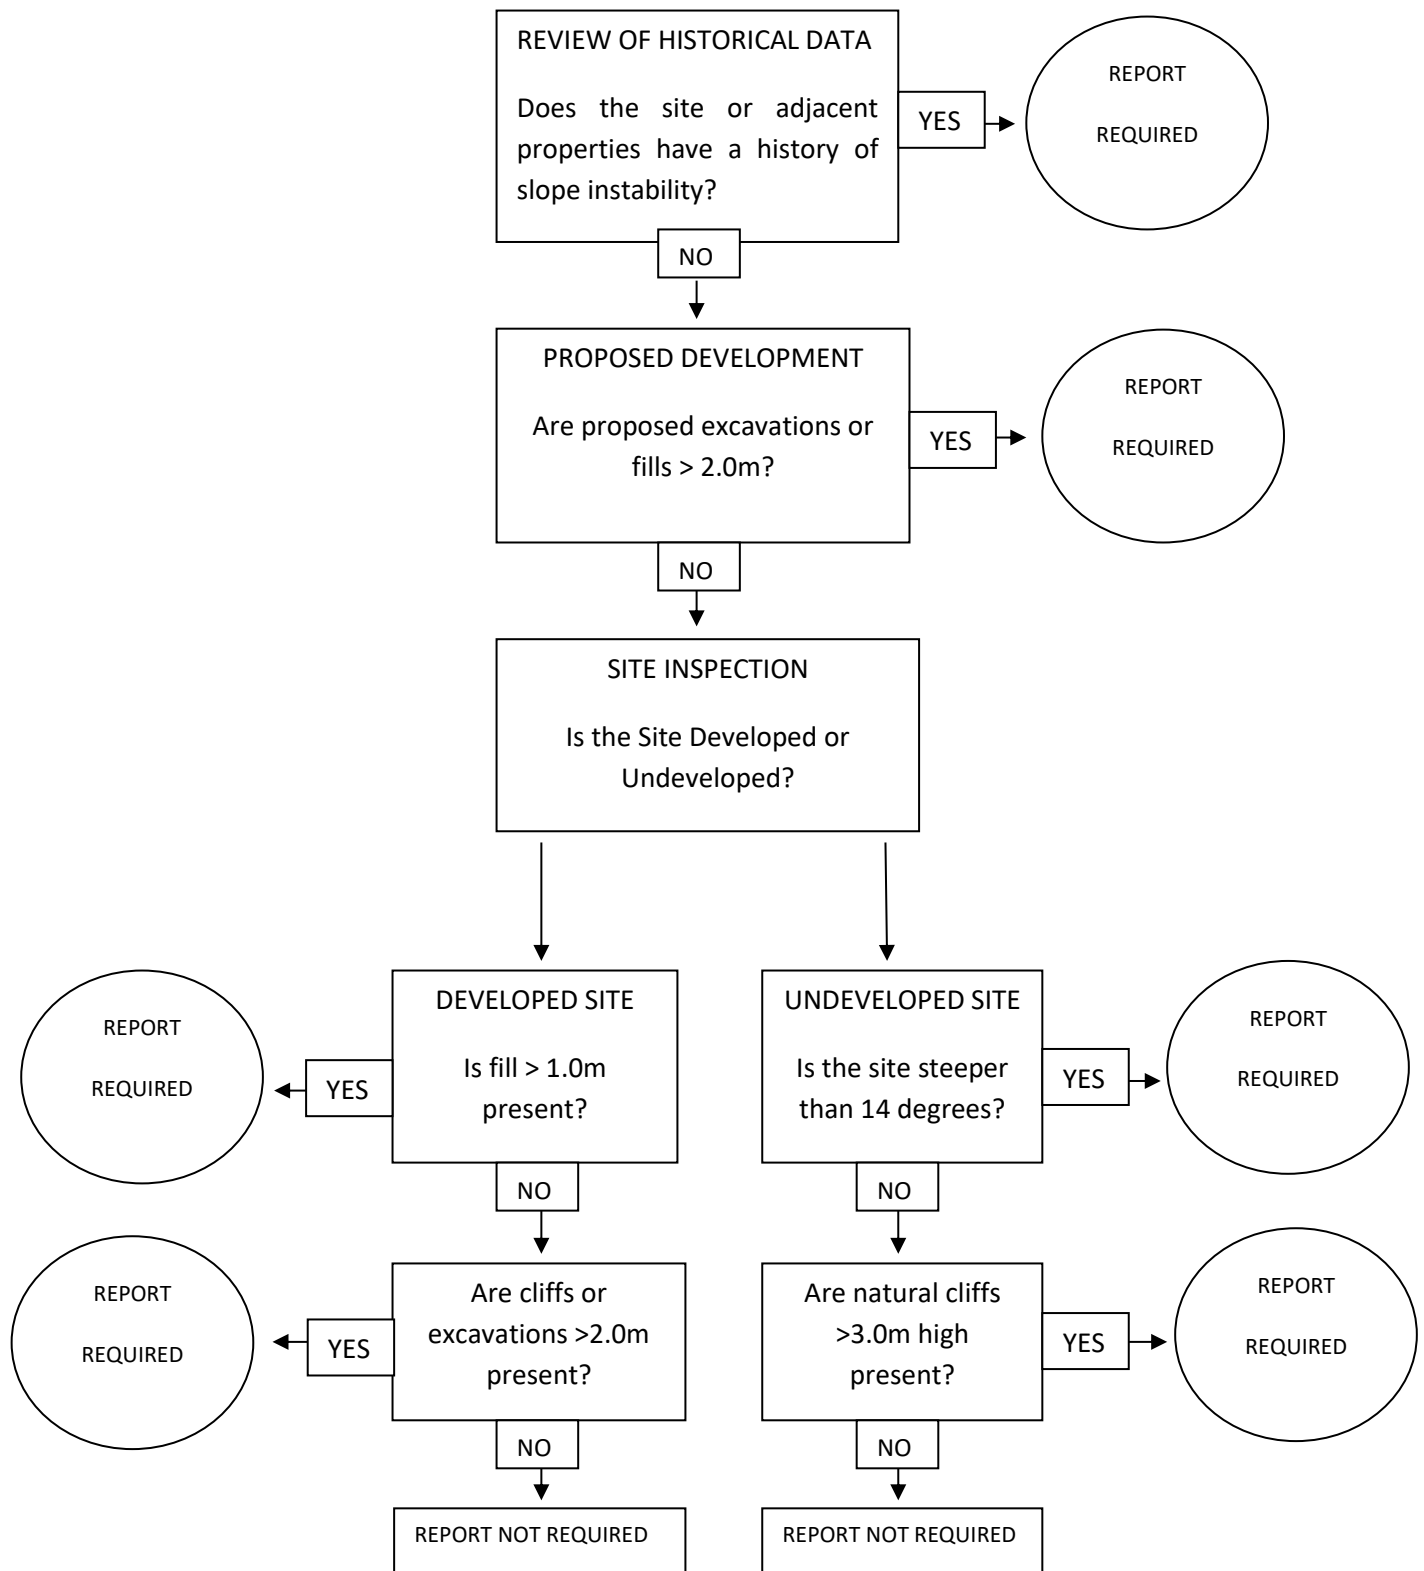 REVIEW OF HISTORICAL DATA
Does the site or adjacent
properties have a history of
slope instability?
YES
REPORT
REQUIRED
NO
PROPOSED DEVELOPMENT
Are proposed excavations or
fills > 2.0m?
YES
REPORT
REQUIRED
NO
SITE INSPECTION
Is the Site Developed or
Undeveloped?
DEVELOPED SITE
Is fill > 1.0m
present?
YES
REPORT
REQUIRED
NO
Are cliffs or
excavations >2.0m
present?
YES
REPORT
REQUIRED
NO
REPORT NOT REQUIRED
UNDEVELOPED SITE
Is the site steeper
than 14 degrees?
YES
REPORT
REQUIRED
NO
Are natural cliffs
>3.0m high
present?
YES
REPORT
REQUIRED
NO
REPORT NOT REQUIRED